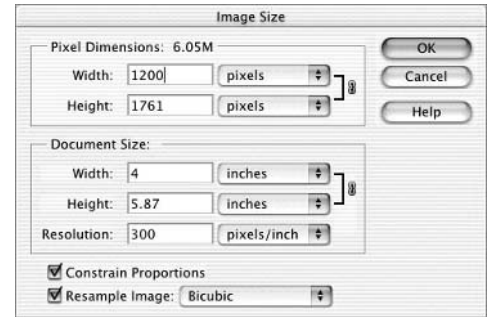 Image Size
Pixel Dimensions: 6.05M
Width: 1200 pixels
Height: 1761 pixels
OK
Cancel
Help
Document Size:
Width: 4 inches
Height: 5.87 inches
Resolution: 300 pixels/inch
Constrain Proportions
Resample Image: Bicubic